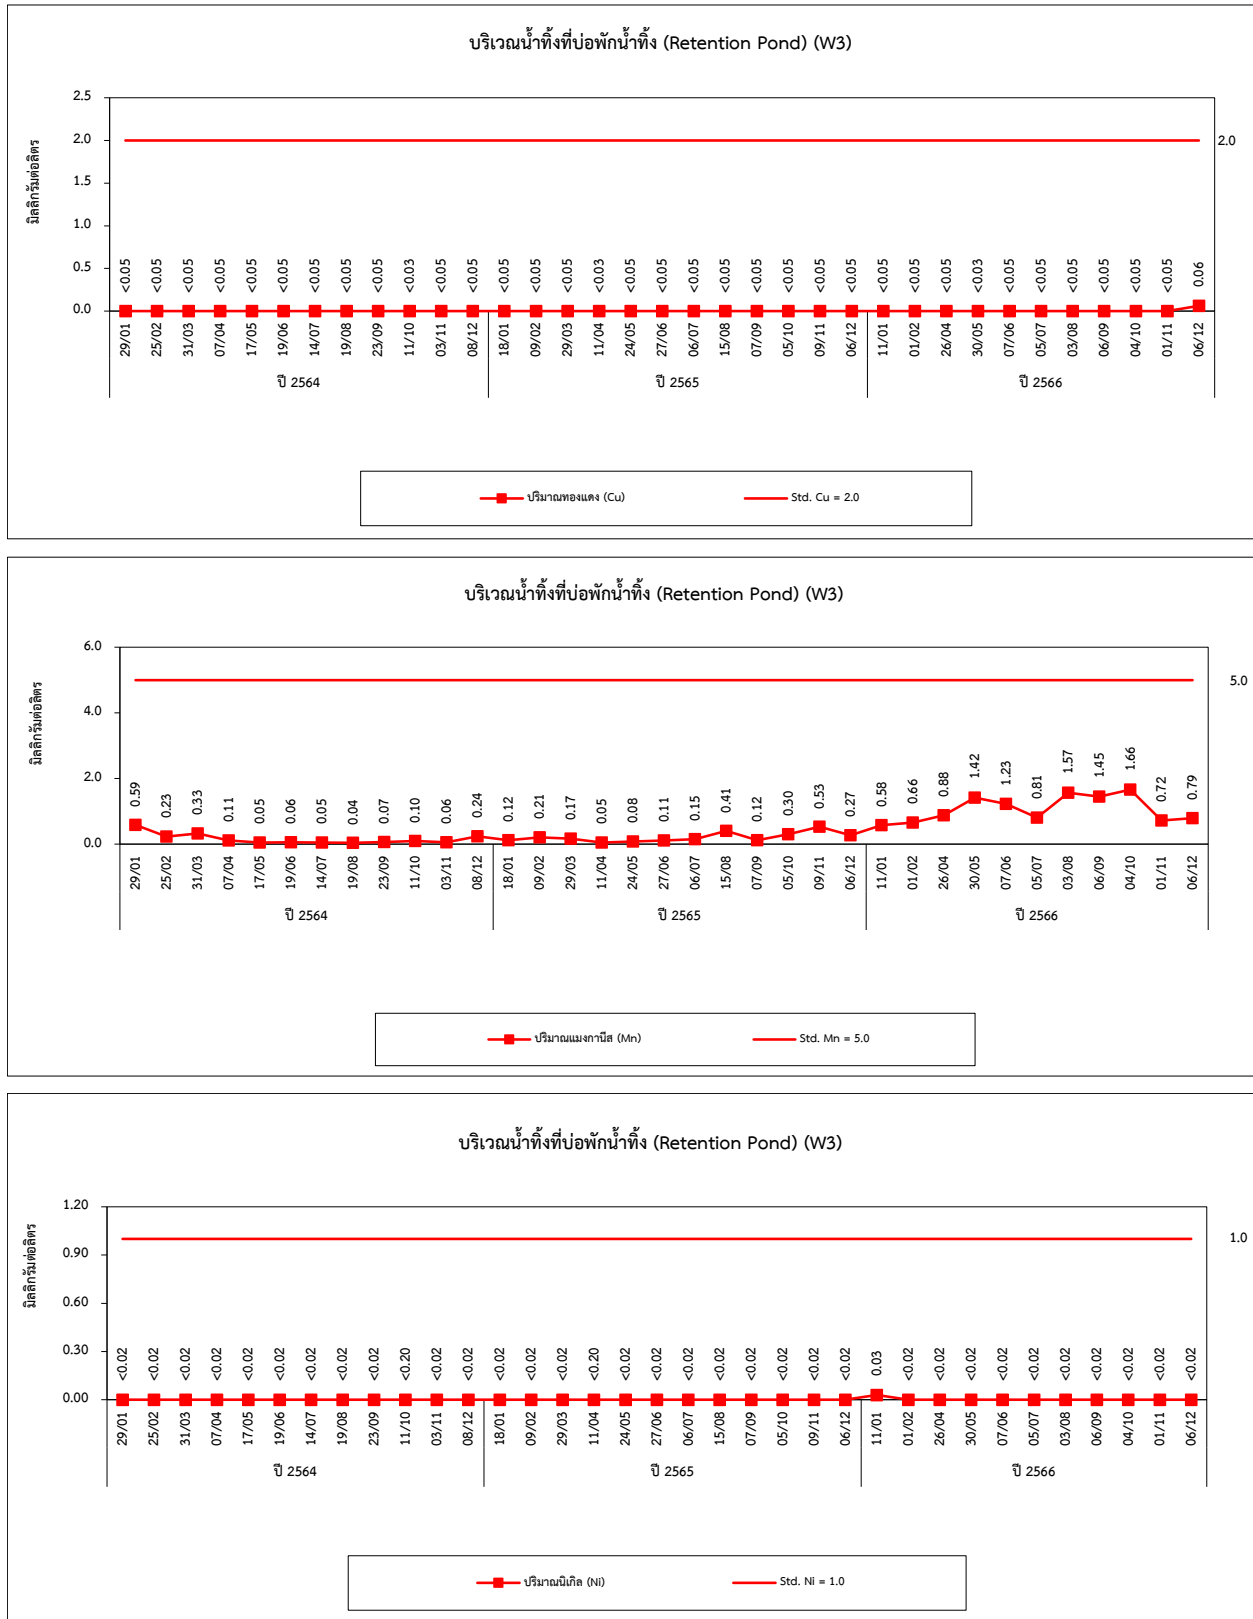 บริเวณน้ำทิ้งที่บ่อพักน้ำทิ้ง (Retention Pond) (W3)
มิลลิกรัมต่อลิตร
2.5
2.0
1.5
1.0
0.5
0.0
2.0
<0.05 <0.05 <0.05 <0.05 <0.05 <0.05 <0.05 <0.05 <0.05 <0.03 <0.05 <0.05 <0.05 <0.05 <0.05 <0.03 <0.05 <0.05 <0.05 <0.05 <0.05 <0.05 <0.05 <0.05 <0.05 <0.05 <0.05 <0.03 <0.05 <0.05 <0.05 <0.05 <0.05 <0.05 0.06
29/01 25/02 31/03 07/04 17/05 19/06 14/07 19/08 23/09 11/10 03/11 08/12 18/01 09/02 29/03 11/04 24/05 27/06 06/07 15/08 07/09 05/10 09/11 06/12 11/01 01/02 26/04 30/05 07/06 05/07 03/08 06/09 04/10 01/11 06/12
ปี 2564 ปี 2565 ปี 2566
ปริมาณทองแดง (Cu) Std. Cu = 2.0
บริเวณน้ำทิ้งที่บ่อพักน้ำทิ้ง (Retention Pond) (W3)
มิลลิกรัมต่อลิตร
6.0
4.0
2.0
0.0
5.0
0.59 0.23 0.33 0.11 0.05 0.06 0.05 0.04 0.07 0.10 0.06 0.24 0.12 0.21 0.17 0.05 0.08 0.11 0.15 0.41 0.12 0.30 0.53 0.27 0.58 0.66 0.88 1.42 1.23 0.81 1.57 1.45 1.66 0.72 0.79
29/01 25/02 31/03 07/04 17/05 19/06 14/07 19/08 23/09 11/10 03/11 08/12 18/01 09/02 29/03 11/04 24/05 27/06 06/07 15/08 07/09 05/10 09/11 06/12 11/01 01/02 26/04 30/05 07/06 05/07 03/08 06/09 04/10 01/11 06/12
ปี 2564 ปี 2565 ปี 2566
ปริมาณแมงกานีส (Mn) Std. Mn = 5.0
บริเวณน้ำทิ้งที่บ่อพักน้ำทิ้ง (Retention Pond) (W3)
มิลลิกรัมต่อลิตร
1.20
0.90
0.60
0.30
0.00
1.0
<0.02 <0.02 <0.02 <0.02 <0.02 <0.02 <0.02 <0.02 <0.02 <0.20 <0.02 <0.02 <0.02 <0.02 <0.02 <0.20 <0.02 <0.02 <0.02 <0.02 <0.02 <0.02 <0.02 <0.02 0.03 <0.02 <0.02 <0.02 <0.02 <0.02 <0.02 <0.02 <0.02 <0.02 <0.02
29/01 25/02 31/03 07/04 17/05 19/06 14/07 19/08 23/09 11/10 03/11 08/12 18/01 09/02 29/03 11/04 24/05 27/06 06/07 15/08 07/09 05/10 09/11 06/12 11/01 01/02 26/04 30/05 07/06 05/07 03/08 06/09 04/10 01/11 06/12
ปี 2564 ปี 2565 ปี 2566
ปริมาณนิเกิล (Ni) Std. Ni = 1.0